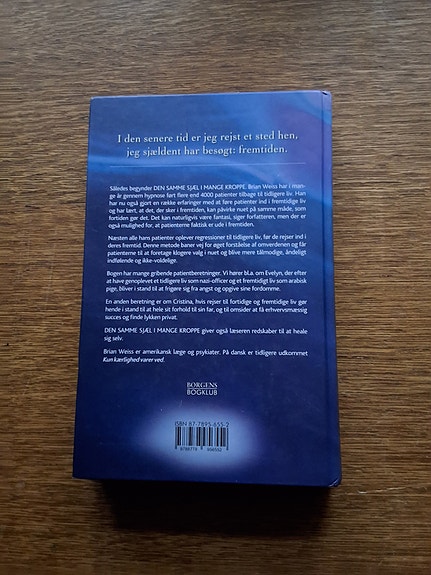 I den senere tid er jeg rejst et sted hen,
jeg sjældent har besøgt: fremtiden.
Således begynder DEN SAMME SJÆL I MANGE KROPPE. Brian Weiss har i man-
ge år gennem hypnose ført flere end 4000 patienter tilbage til tidligere liv. Han
har nu også gjort en række erfaringer med at føre patienter ind i fremtidige liv
og har lært, at det, der sker i fremtiden, kan påvirke nuet på samme måde, som
fortiden gør det. Det kan naturligvis være fantasi, siger forfatteren, men der er
også mulighed for, at patienterne faktisk er ude i fremtiden.
Næsten alle hans patienter oplever regressioner til tidligere liv, før de rejser ind i
deres fremtid. Denne metode baner vej for øget forståelse af omverdenen og får
patienterne til at foretage klogere valg i nuet og blive mere tålmodige, åndeligt
indfølende og ikke-voldelige.
Bogen har mange gribende patientberetninger. Vi hører bl.a. om Evelyn, der efter
at have genoplevet et tidligere liv som nazi-officer og et fremtidigt liv som arabisk
pige, bliver i stand til at frigøre sig fra angst og opgive sine fordomme.
En anden beretning er om Cristina, hvis rejser til fortidige og fremtidige liv gør
hende i stand til at hele sit forhold til sin far, og til omsider at få erhvervsmæssig
succes og finde lykken privat.
DEN SAMME SJÆL I MANGE KROPPE giver også læseren redskaber til at heale
sig selv.
Brian Weiss er amerikansk læge og psykiater. På dansk er tidligere udkommet
Kun kærlighed varer ved.
BORGENS
BOGKLUB
ISBN 87-7895-655-2